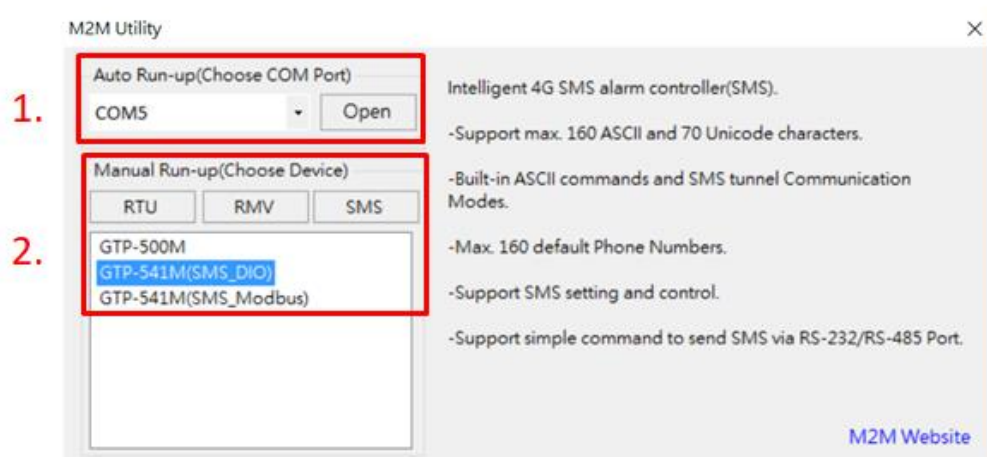 M2M Utility
1.
Auto Run-up(Choose COM Port)
COM5
Open
2.
Manual Run-up(Choose Device)
RTU
RMV
SMS
GTP-500M
GTP-541M(SMS_DIO)
GTP-541M(SMS_Modbus)
Intelligent 4G SMS alarm controller(SMS).
-Support max. 160 ASCII and 70 Unicode characters.
-Built-in ASCII commands and SMS tunnel Communication
Modes.
-Max. 160 default Phone Numbers.
-Support SMS setting and control.
-Support simple command to send SMS via RS-232/RS-485 Port.
M2M Website